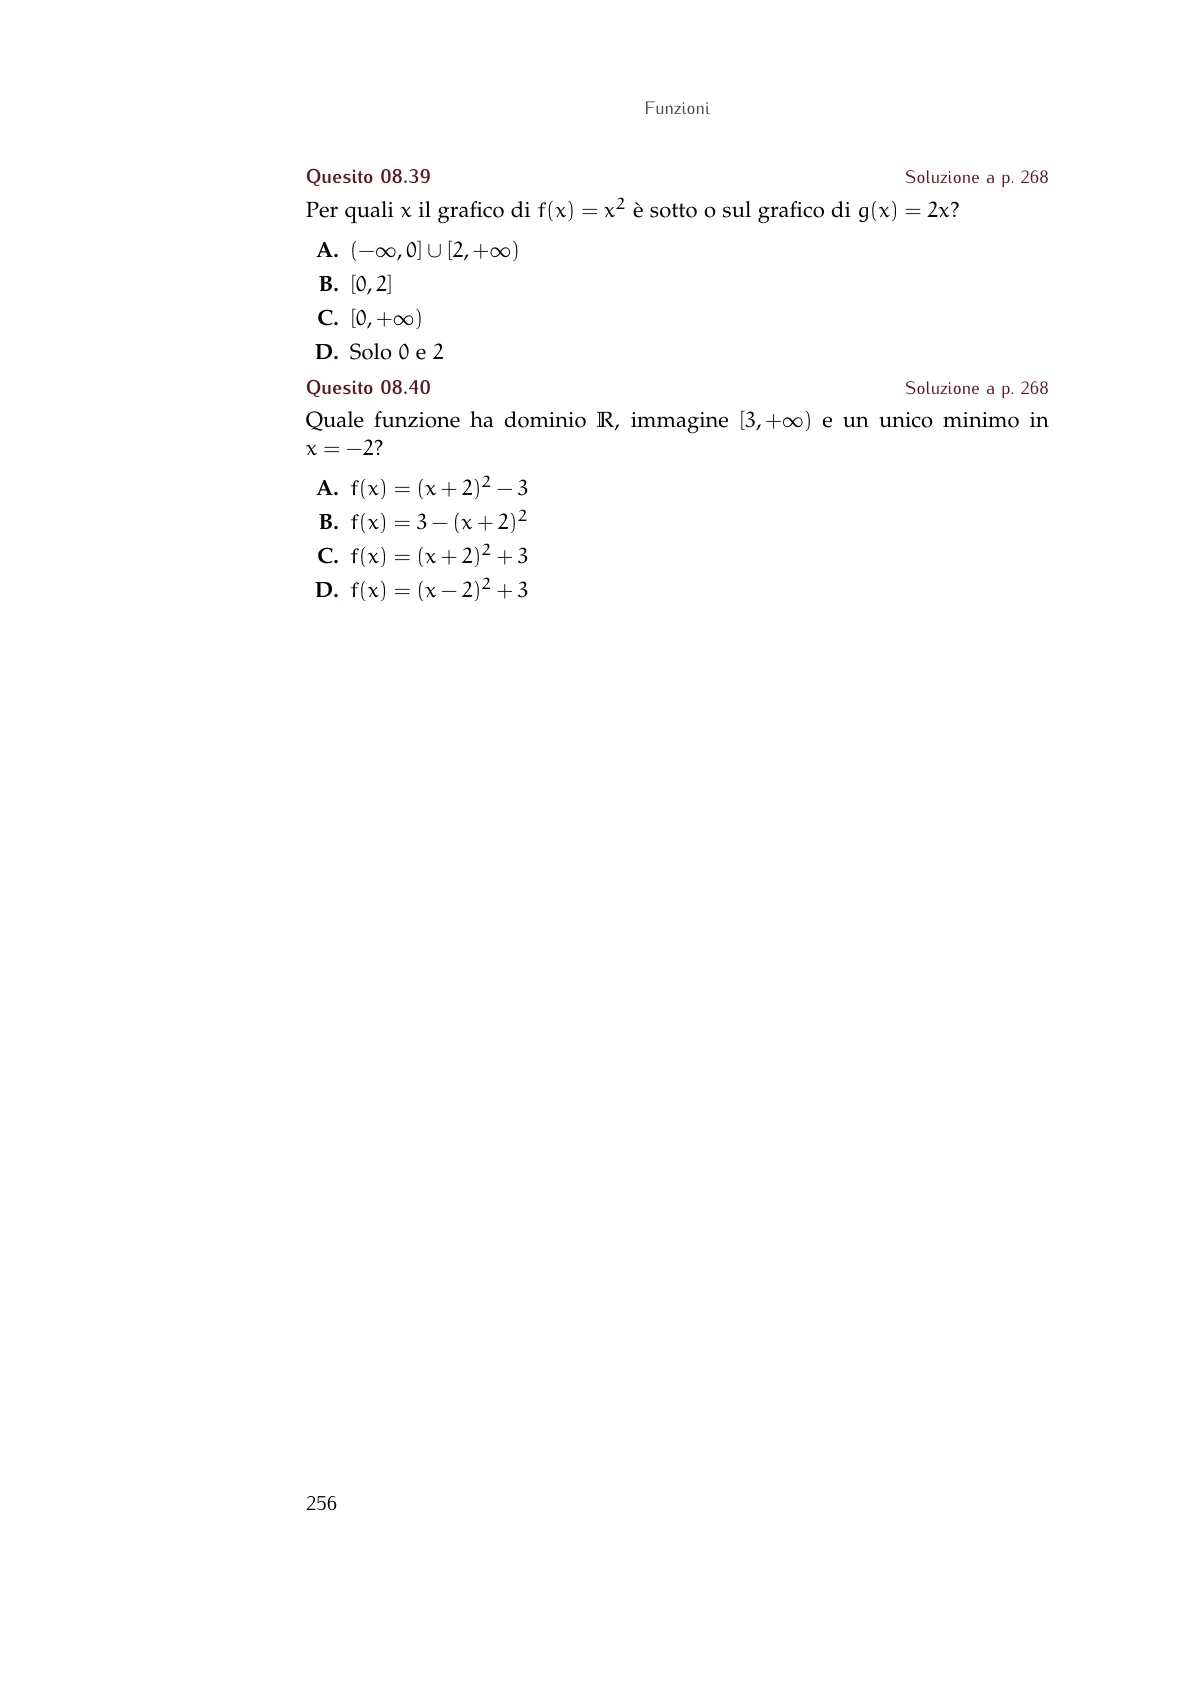 Funzioni
Quesito 08.39 Soluzione a p. 268
Per quali x il grafico di f(x) = x² è sotto o sul grafico di g(x) = 2x?
A. (−∞, 0] ∪ [2, +∞)
B. [0, 2]
C. [0, +∞)
D. Solo 0 e 2
Quesito 08.40 Soluzione a p. 268
Quale funzione ha dominio ℝ, immagine [3, +∞) e un unico minimo in
x = −2?
A. f(x) = (x + 2)² − 3
B. f(x) = 3 − (x + 2)²
C. f(x) = (x + 2)² + 3
D. f(x) = (x − 2)² + 3
256